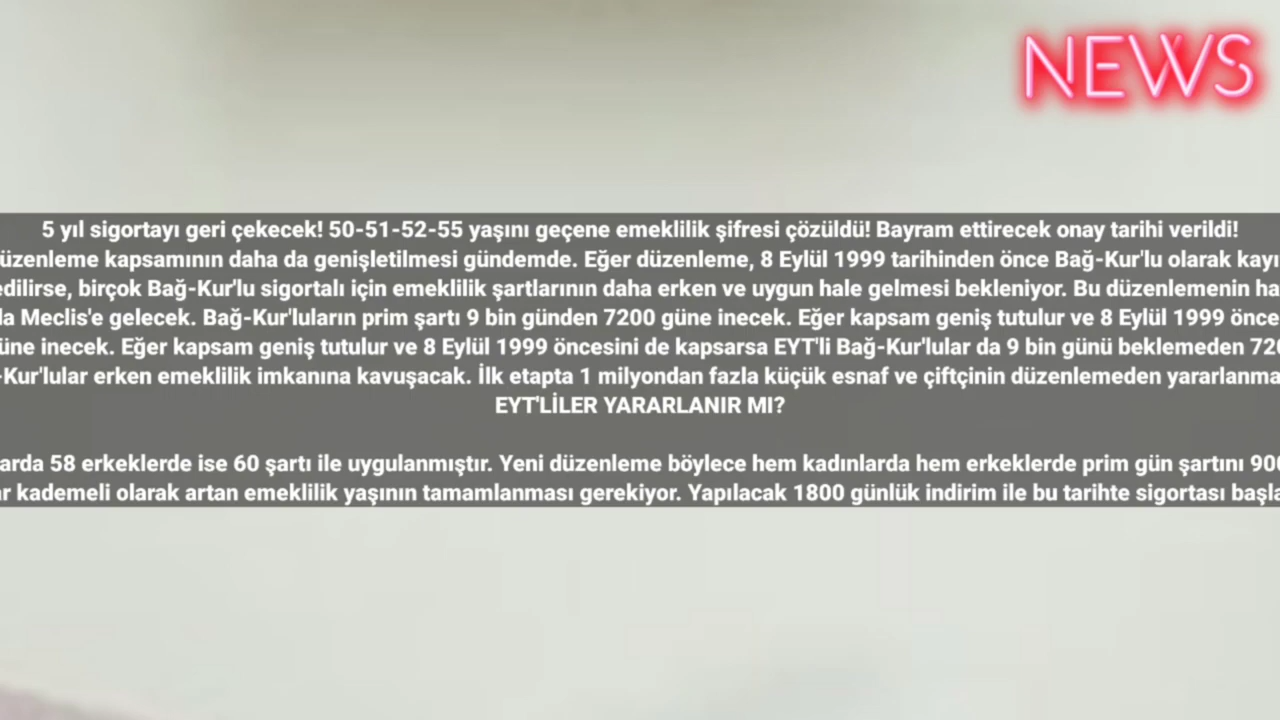 NEWS
5 yıl sigortayı geri çekecek! 50-51-52-55 yaşını geçene emeklilik şifresi çözüldü! Bayram ettirecek onay tarihi verildi!
üzenleme kapsamının daha da genişletilmesi gündemde. Eğer düzenleme, 8 Eylül 1999 tarihinden önce Bağ-Kur'lu olarak kayı
edilirse, birçok Bağ-Kur'lu sigortalı için emeklilik şartlarının daha erken ve uygun hale gelmesi bekleniyor. Bu düzenlemenin ha
da Meclis'e gelecek. Bağ-Kur'luların prim şartı 9 bin günden 7200 güne inecek. Eğer kapsam geniş tutulur ve 8 Eylül 1999 önce
üne inecek. Eğer kapsam geniş tutulur ve 8 Eylül 1999 öncesini de kapsarsa EYT'li Bağ-Kur'lular da 9 bin günü beklemeden 720
-Kur'lular erken emeklilik imkanına kavuşacak. İlk etapta 1 milyondan fazla küçük esnaf ve çiftçinin düzenlemeden yararlanma
EYT'LİLER YARARLANIR MI?
arda 58 erkeklerde ise 60 şartı ile uygulanmıştır. Yeni düzenleme böylece hem kadınlarda hem erkeklerde prim gün şartını 900
ar kademeli olarak artan emeklilik yaşının tamamlanması gerekiyor. Yapılacak 1800 günlük indirim ile bu tarihte sigortası başla